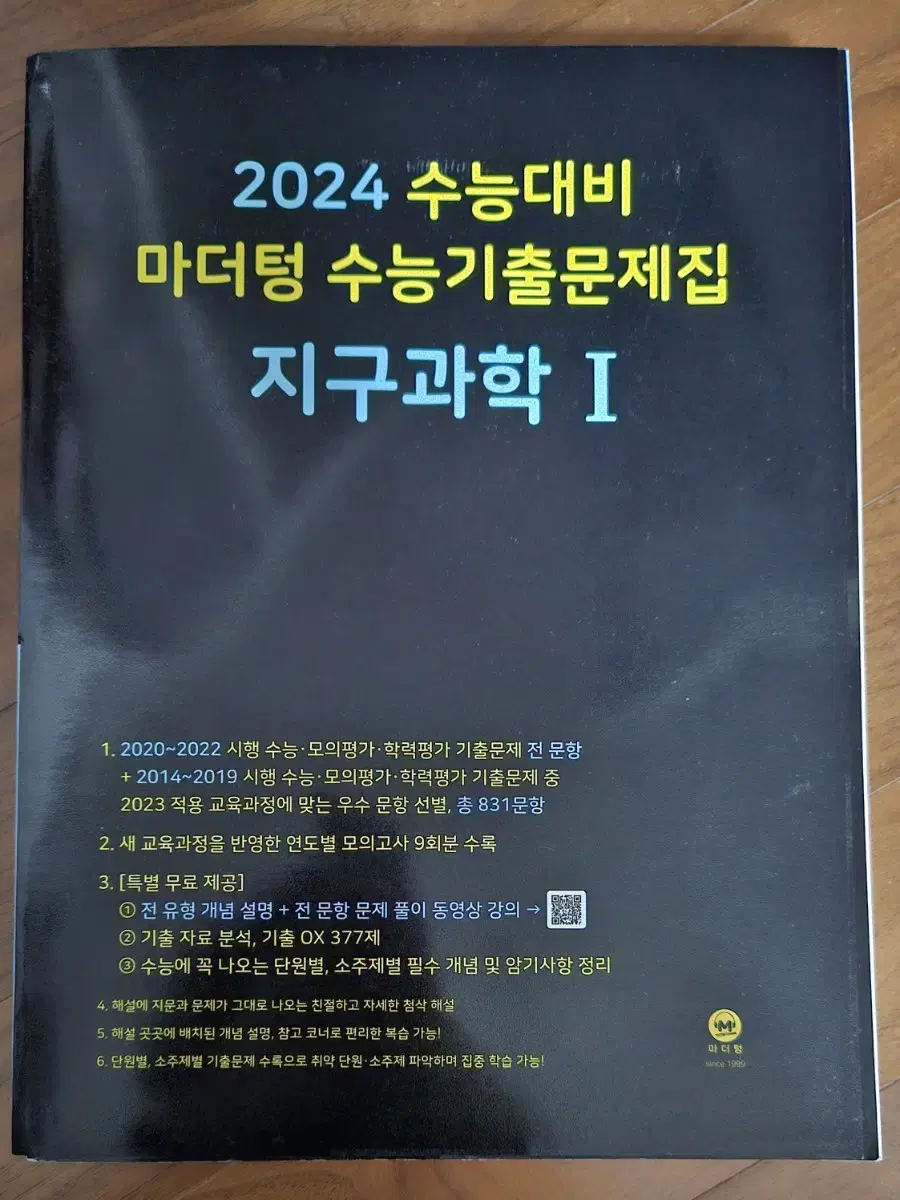 2024 수능대비
마더텅 수능기출문제집
지구과학 I
1. 2020~2022 시행 수능·모의평가·학력평가 기출문제 전 문항
+ 2014~2019 시행 수능·모의평가·학력평가 기출문제 중
2023 적용 교육과정에 맞는 우수 문항 선별, 총 831문항
2. 새 교육과정을 반영한 연도별 모의고사 9회분 수록
3. [특별 무료 제공]
① 전 유형 개념 설명 + 전 문항 문제 풀이 동영상 강의 →
② 기출 자료 분석, 기출 OX 377제
③ 수능에 꼭 나오는 단원별, 소주제별 필수 개념 및 암기사항 정리
4. 해설에 지문과 문제가 그대로 나오는 친절하고 자세한 첨삭 해설
5. 해설 곳곳에 배치된 개념 설명, 참고 코너로 편리한 복습 가능!
6. 단원별, 소주제별 기출문제 수록으로 취약 단원·소주제 파악하며 집중 학습 가능!
M
마더텅
since 1999